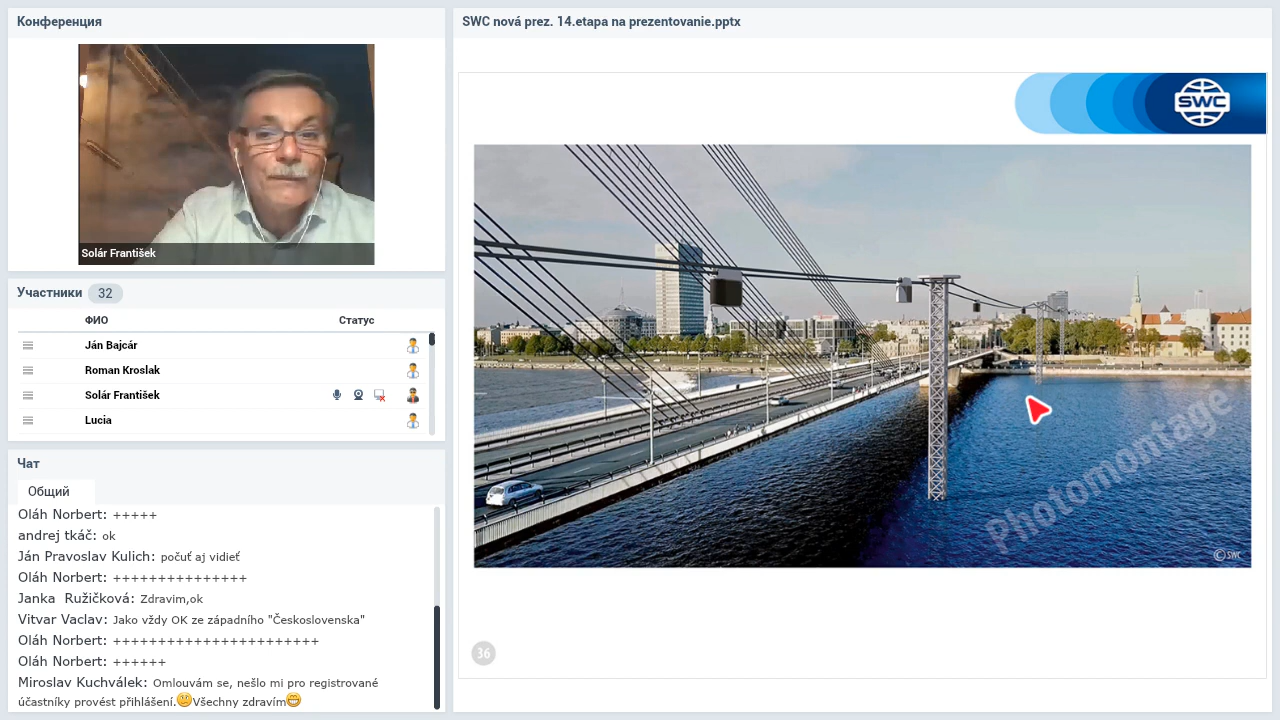 Конференция
Solár František
Участники 32
ФИО Статус
Ján Bajcár
Roman Kroslak
Solár František
Lucia
Чат
Общий
Oláh Norbert: +++++
andrej tkáč: ok
Ján Pravoslav Kulich: počuť aj vidieť
Oláh Norbert: +++++++++++++++
Janka Ružičková: Zdravim,ok
Vitvar Vaclav: Jako vždy OK ze západního "Československa"
Oláh Norbert: +++++++++++++++++++++++
Oláh Norbert: ++++++
Miroslav Kuchválek: Omlouvám se, nešlo mi pro registrované
účastníky provést přihlášení. Všechny zdravím
SWC nová prez. 14.etapa na prezentovanie.pptx
SWC
Photomontage
© SWC
36